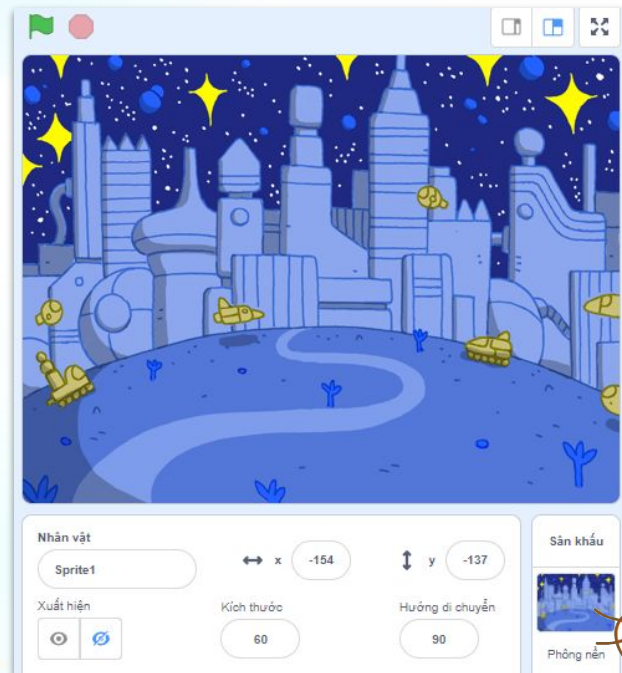 Nhân vật
Sprite1
x -154
y -137
Sân khấu
Xuất hiện
Kích thước
Hướng di chuyển
60
90
Phông nền